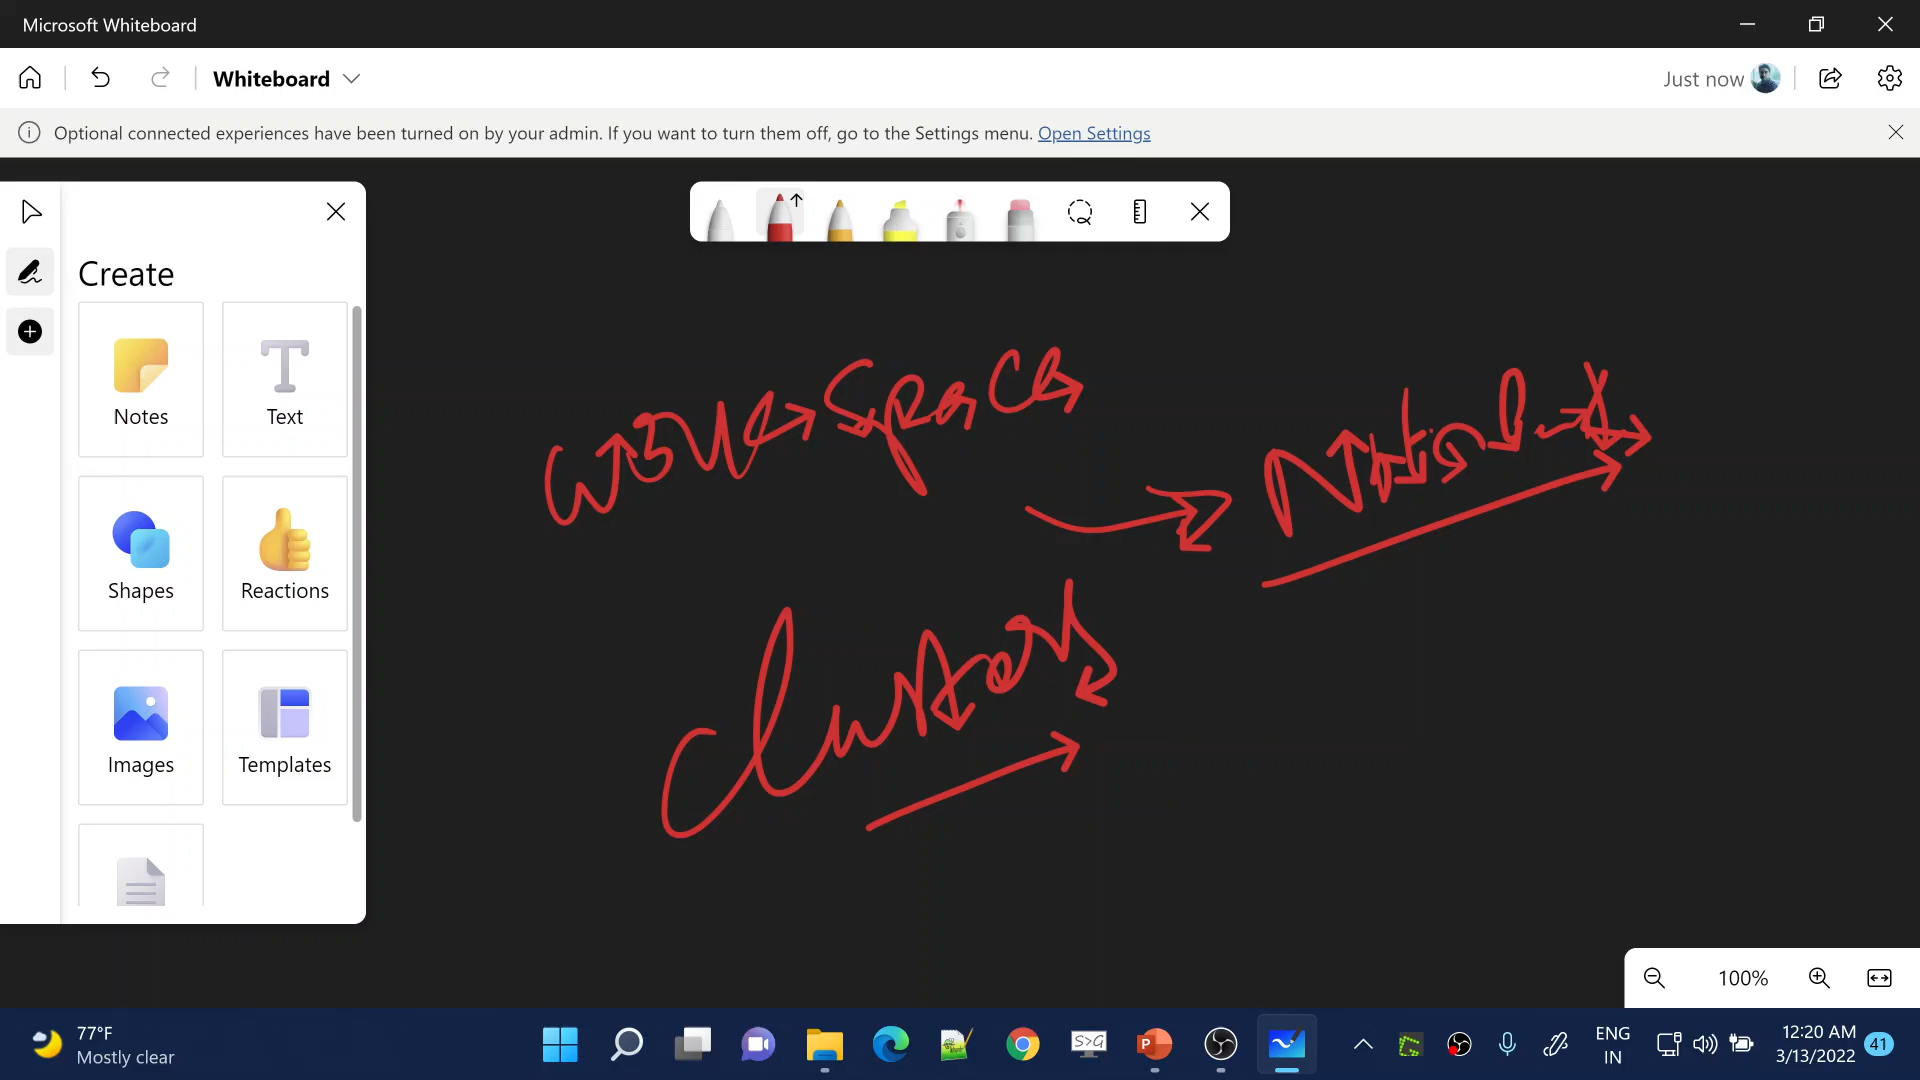 Microsoft Whiteboard
Whiteboard
Just now
Optional connected experiences have been turned on by your admin. If you want to turn them off, go to the Settings menu. Open Settings
Create
Notes
Text
Shapes
Reactions
Images
Templates
workspace
Notebook
Clusters
100%
77°F
Mostly clear
S>G
P
ENG
IN
12:20 AM
3/13/2022
41